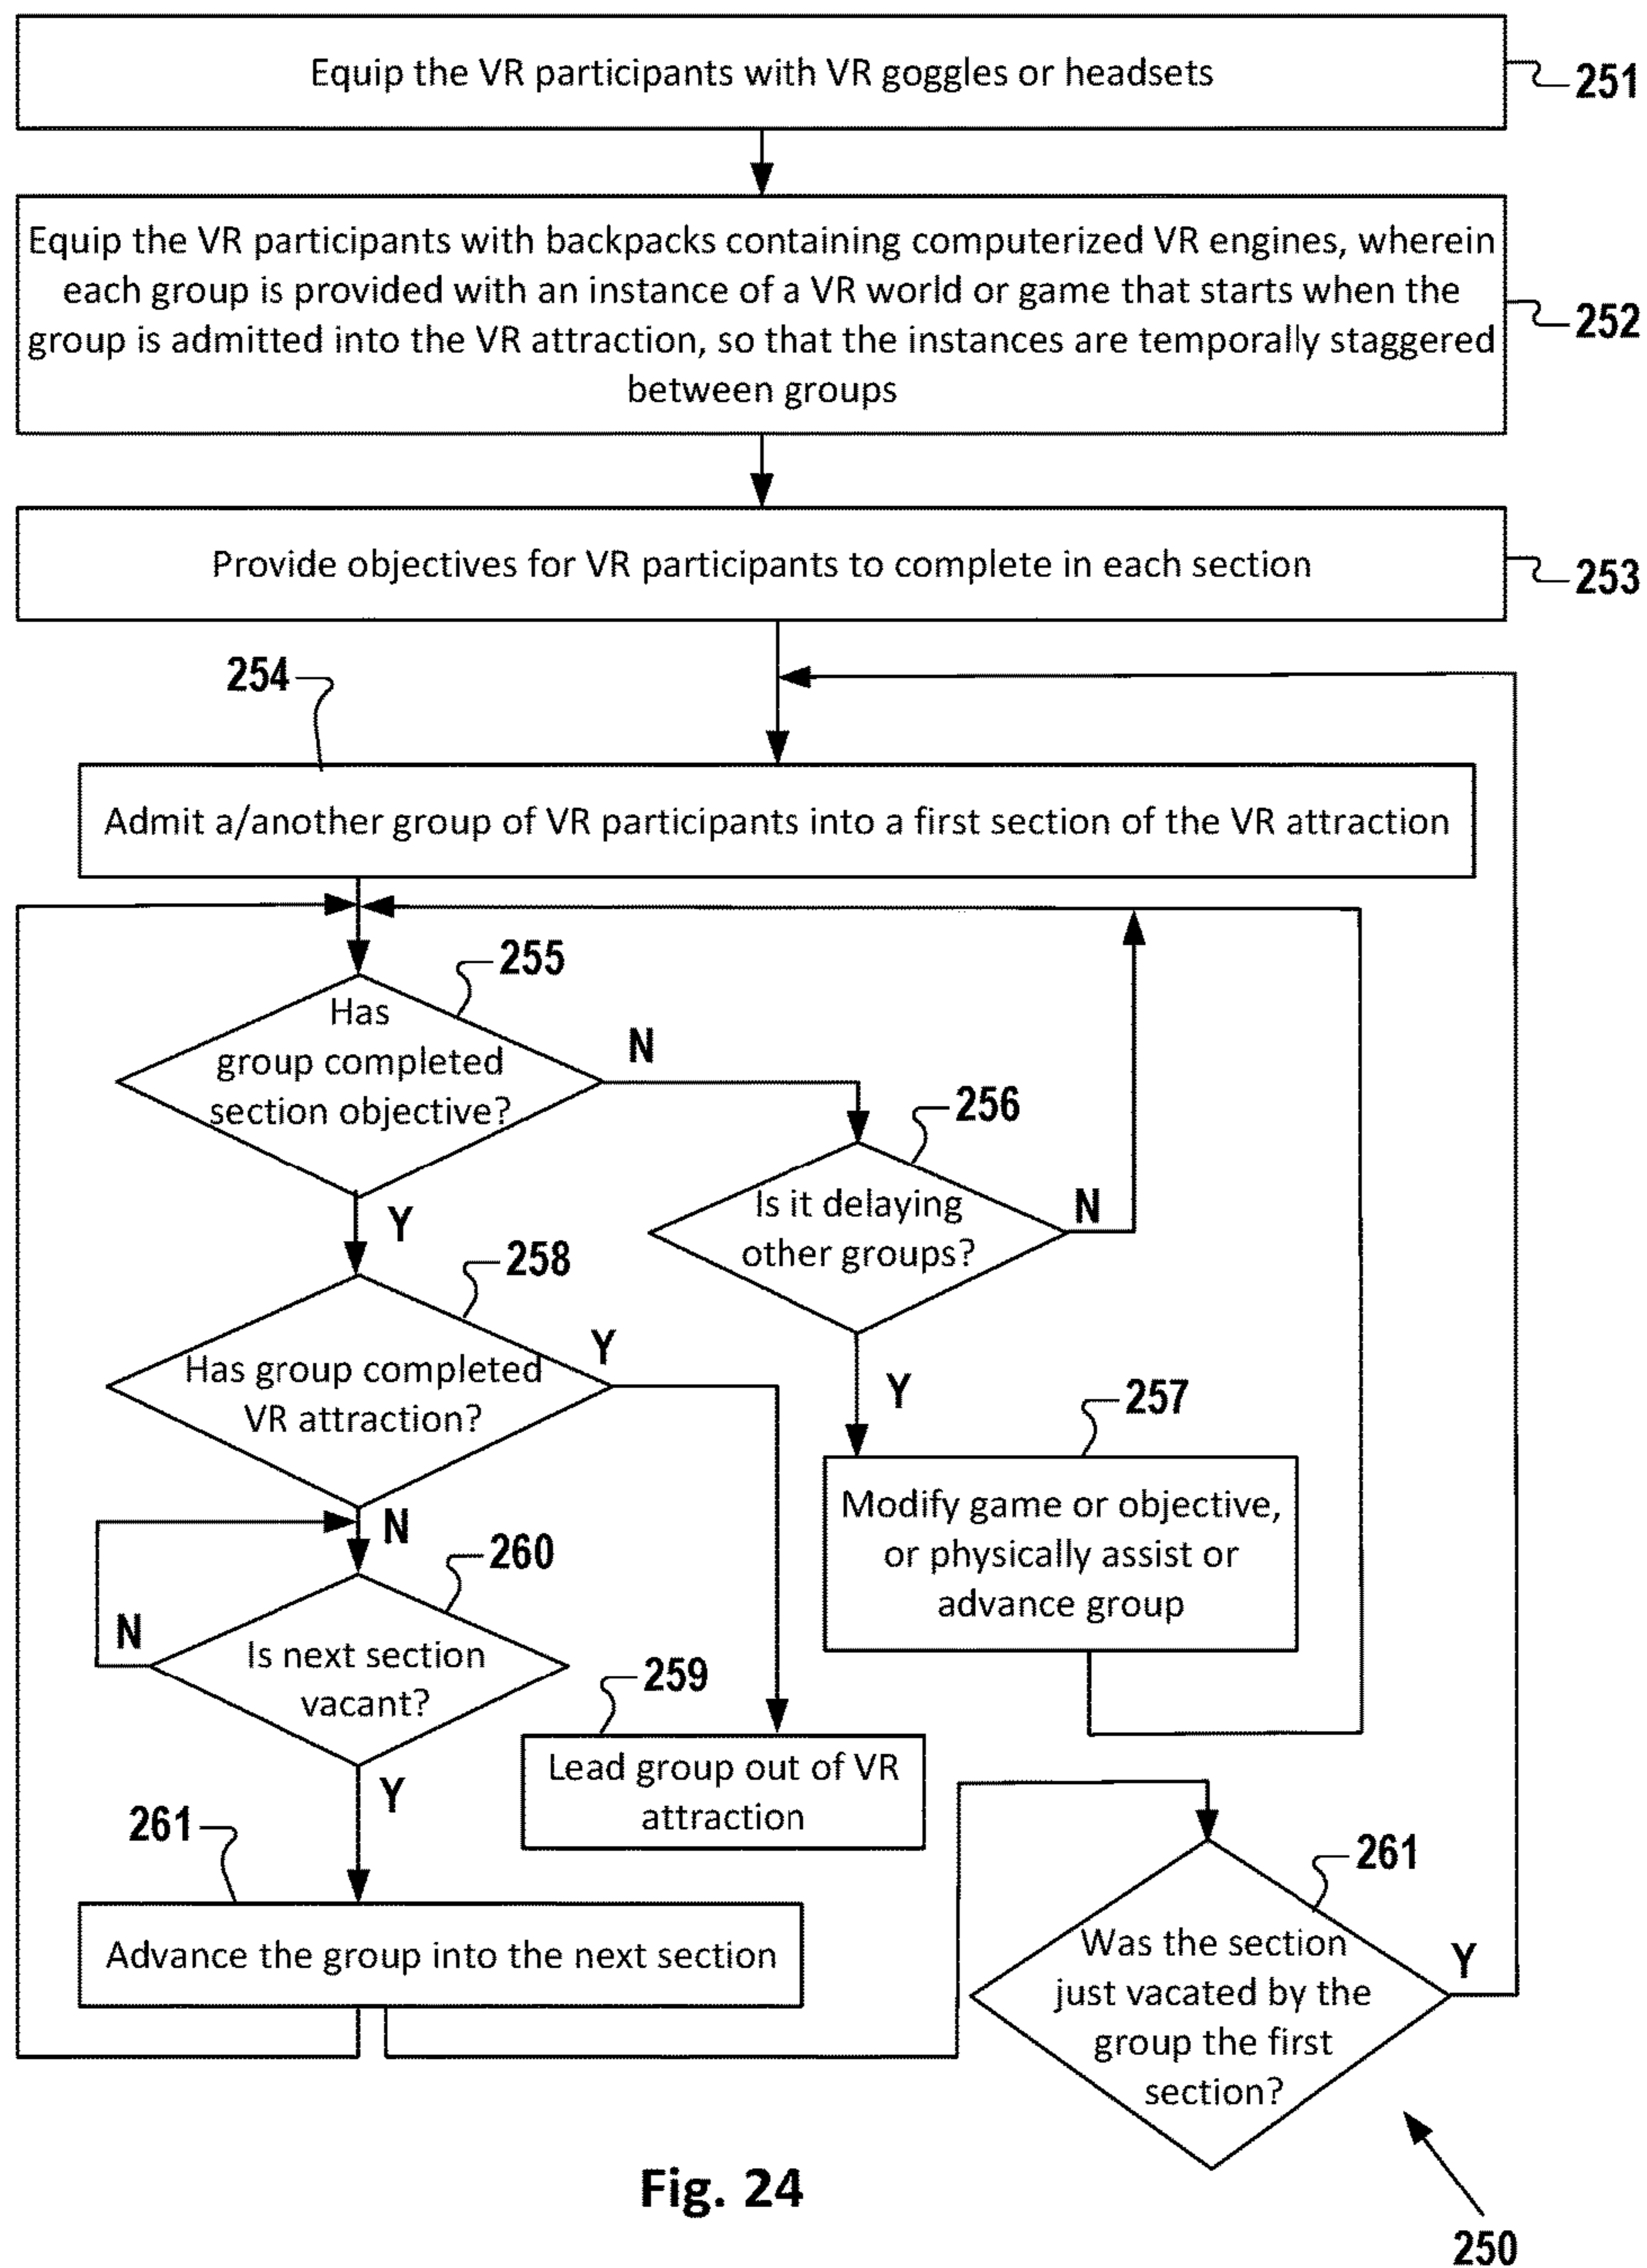 Equip the VR participants with VR goggles or headsets
251
Equip the VR participants with backpacks containing computerized VR engines, wherein
each group is provided with an instance of a VR world or game that starts when the
group is admitted into the VR attraction, so that the instances are temporally staggered
between groups
252
Provide objectives for VR participants to complete in each section
253
254
Admit a/another group of VR participants into a first section of the VR attraction
255
Has
group completed
section objective?
N
Y
256
Is it delaying
other groups?
N
Y
257
Modify game or objective,
or physically assist or
advance group
258
Has group completed
VR attraction?
Y
N
260
Is next section
vacant?
N
Y
259
Lead group out of VR
attraction
261
Advance the group into the next section
261
Was the section
just vacated by the
group the first
section?
Y
Fig. 24
250